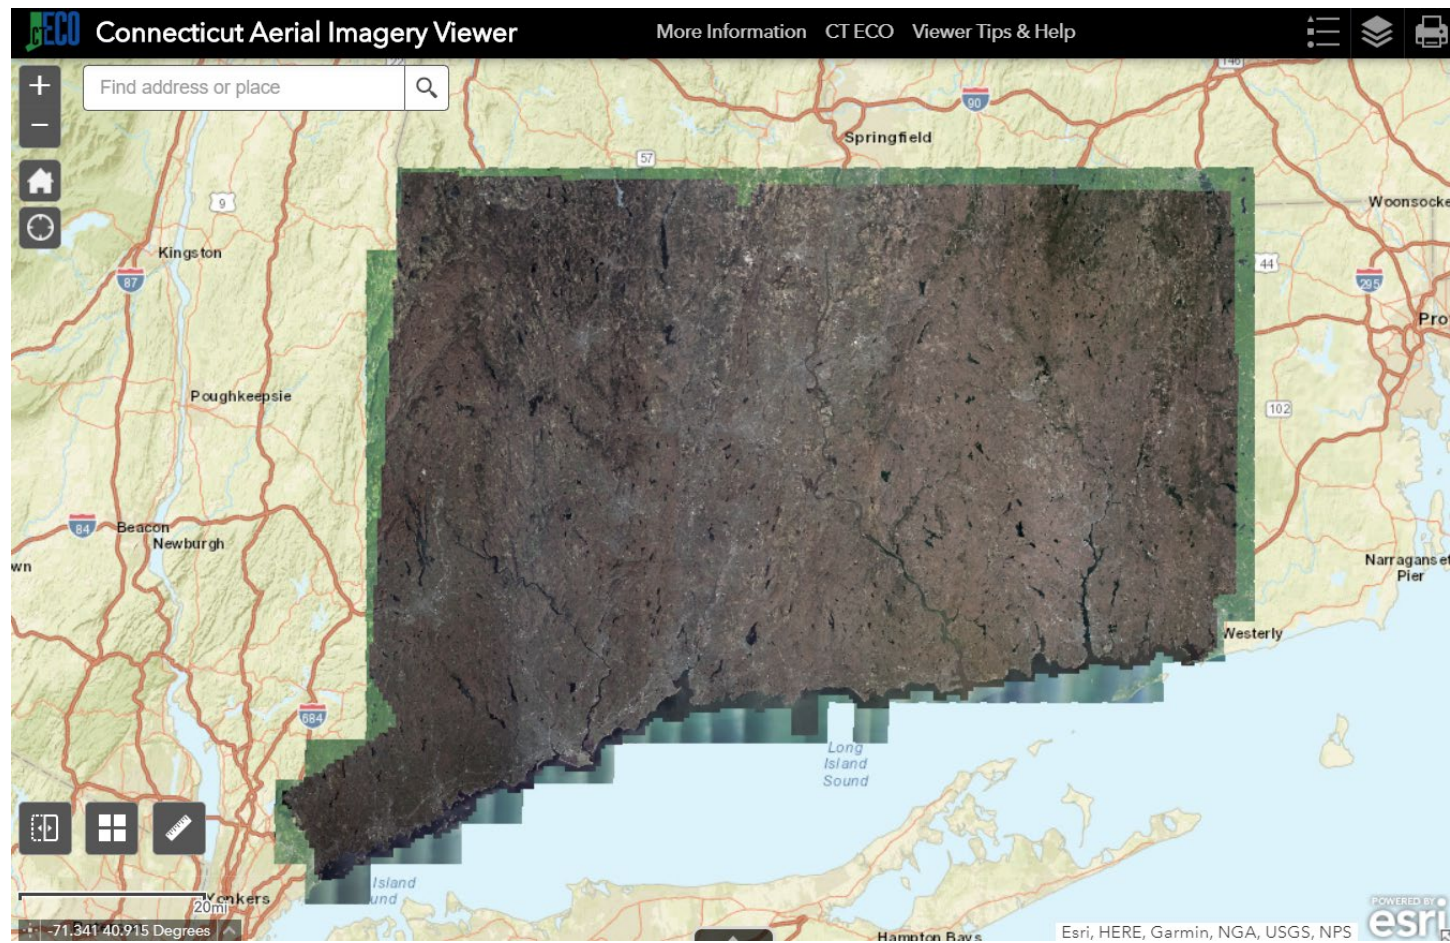 CTECO Connecticut Aerial Imagery Viewer
More Information CT ECO Viewer Tips & Help
+
Find address or place
−
146
90
Springfield
57
9
Woonsocke
Kingston
44
87
295
Pro
Poughkeepsie
102
84
Beacon
Newburgh
wn
Narraganset
Pier
Westerly
684
Long
Island
Sound
Island
und
Yonkers
20mi
-71.341 40.915 Degrees
Hampton Bays
Esri, HERE, Garmin, NGA, USGS, NPS
POWERED BY
esri